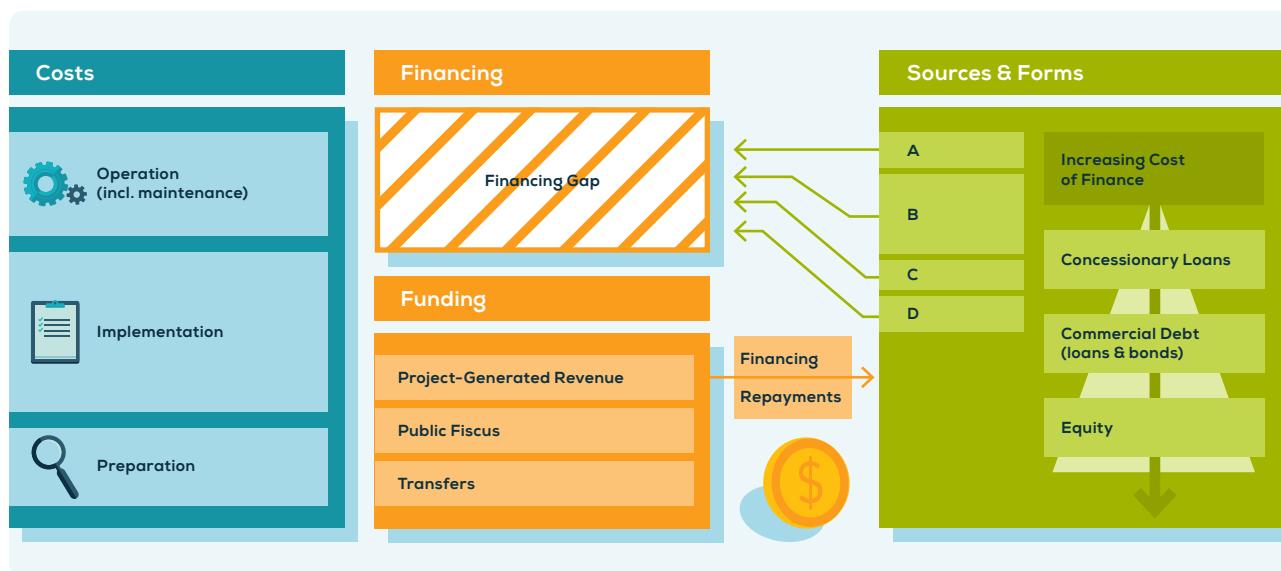 Costs
Operation
(incl. maintenance)
Implementation
Preparation
Financing
Financing Gap
Funding
Project-Generated Revenue
Public Fiscus
Transfers
Financing
Repayments
$
Sources & Forms
A
B
C
D
Increasing Cost
of Finance
Concessionary Loans
Commercial Debt
(loans & bonds)
Equity